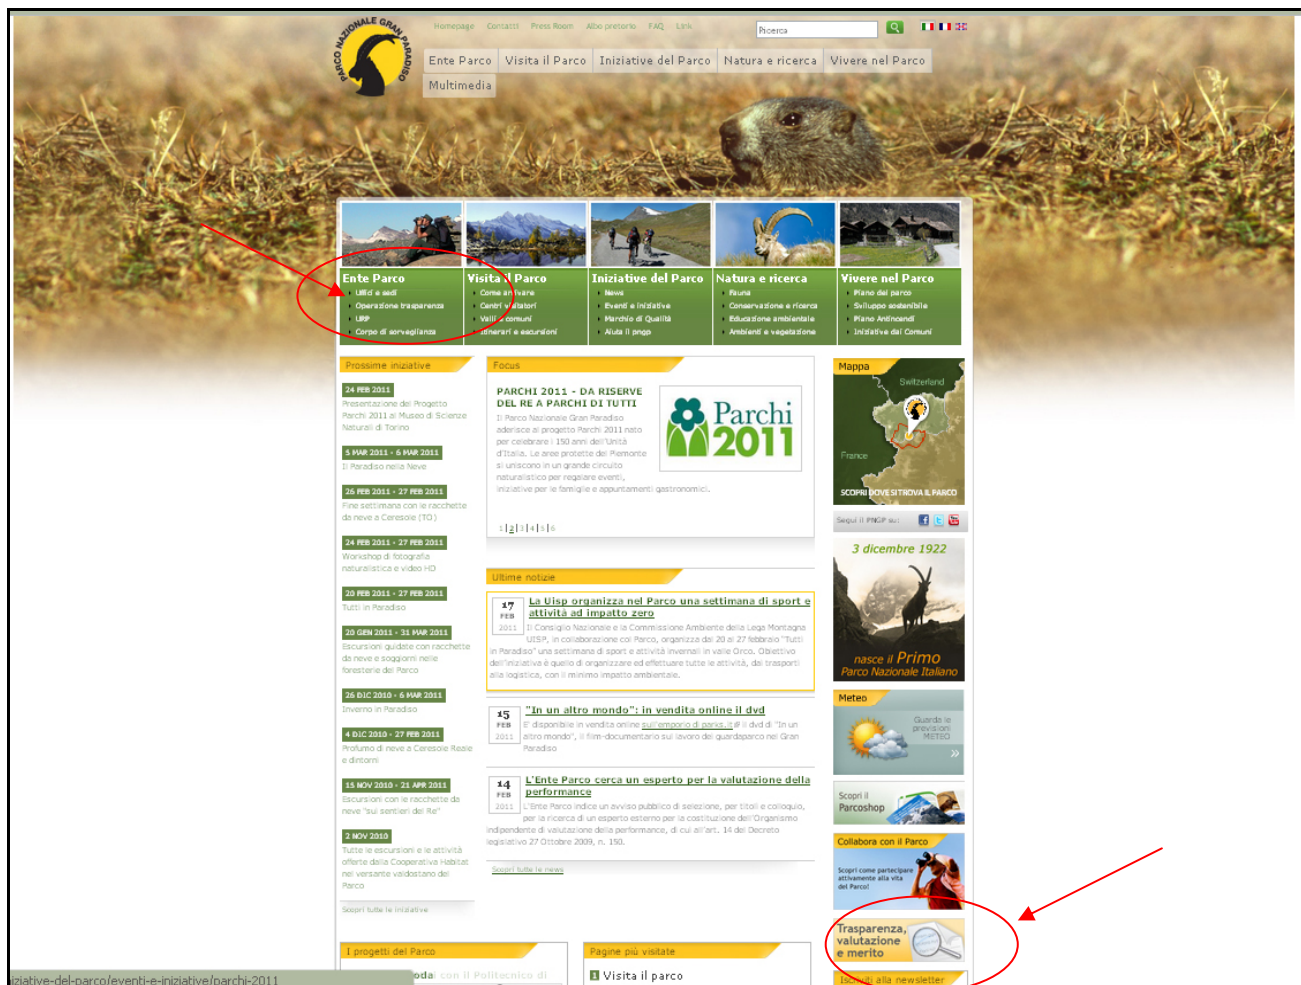 PARCO NAZIONALE GRAN PARADISO
Homepage Contatti Press Room Albo pretorio FAQ Link
Ricerca
Ente Parco Visita il Parco Iniziative del Parco Natura e ricerca Vivere nel Parco
Multimedia
Ente Parco
Uffici e sedi
Operazione trasparenza
URP
Corpo di sorveglianza
Visita il Parco
Come arrivare
Centri visitatori
Valli e comuni
Itinerari e escursioni
Iniziative del Parco
News
Eventi e iniziative
Marchio di Qualità
Aiuta il pngp
Natura e ricerca
Fauna
Conservazione e ricerca
Educazione ambientale
Ambienti e vegetazione
Vivere nel Parco
Piano del parco
Sviluppo sostenibile
Piano Antincendi
Iniziative dai Comuni
Prossime iniziative
24 FEB 2011
Presentazione del Progetto
Parchi 2011 al Museo di Scienze
Naturali di Torino
5 MAR 2011 - 6 MAR 2011
Il Paradiso nella Neve
26 FEB 2011 - 27 FEB 2011
Fine settimana con le racchette
da neve a Ceresole (TO)
24 FEB 2011 - 27 FEB 2011
Workshop di fotografia
naturalistica e video HD
20 FEB 2011 - 27 FEB 2011
Tutti in Paradiso
20 GEN 2011 - 31 MAR 2011
Escursioni guidate con racchette
da neve e soggiorni nelle
foresterie del Parco
26 DIC 2010 - 6 MAR 2011
Inverno in Paradiso
4 DIC 2010 - 27 FEB 2011
Profumo di neve a Ceresole Reale
e dintorni
15 NOV 2010 - 21 APR 2011
Escursioni con le racchette da
neve "sui sentieri del Re"
2 NOV 2010
Tutte le escursioni e le attività
offerte dalla Cooperativa Habitat
nel versante valdostano del
Parco
Scopri tutte le iniziative
Focus
PARCHI 2011 - DA RISERVE
DEL RE A PARCHI DI TUTTI
Il Parco Nazionale Gran Paradiso
aderisce al progetto Parchi 2011 nato
per celebrare i 150 anni dell'Unità
d'Italia. Le aree protette del Piemonte
si uniscono in un grande circuito
naturalistico per regalare eventi,
iniziative per le famiglie e appuntamenti gastronomici.
Parchi
2011
1|2|3|4|5|6
Ultime notizie
17
FEB
2011
La Uisp organizza nel Parco una settimana di sport e
attività ad impatto zero
Il Consiglio Nazionale e la Commissione Ambiente della Lega Montagna
UISP, in collaborazione col Parco, organizza dal 20 al 27 febbraio "Tutti
in Paradiso" una settimana di sport e attività invernali in valle Orco. Obiettivo
dell'iniziativa è quello di organizzare ed effettuare tutte le attività, dai trasporti
alla logistica, con il minimo impatto ambientale.
15
FEB
2011
"In un altro mondo": in vendita online il dvd
E' disponibile in vendita online sull'emporio di parks.it il dvd di "In un
altro mondo", il film-documentario sul lavoro dei guardaparco nel Gran
Paradiso
14
FEB
2011
L'Ente Parco cerca un esperto per la valutazione della
performance
L'Ente Parco indice un avviso pubblico di selezione, per titoli e colloquio,
per la ricerca di un esperto esterno per la costituzione dell'Organismo
indipendente di valutazione della performance, di cui all'art. 14 del Decreto
legislativo 27 Ottobre 2009, n. 150.
Scopri tutte le news
Mappa
Switzerland
France
SCOPRI DOVE SI TROVA IL PARCO
Segui il PNGP su:
3 dicembre 1922
nasce il Primo
Parco Nazionale Italiano
Meteo
Guarda le
previsioni
METEO
Scopri il
Parcoshop
Collabora con il Parco
Scopri come partecipare
attivamente alla vita
del Parco!
Trasparenza,
valutazione
e merito
Iscriviti alla newsletter
I progetti del Parco
con il Politecnico di
Pagine più visitate
1 Visita il parco
iziative-del-parco/eventi-e-iniziative/parchi-2011